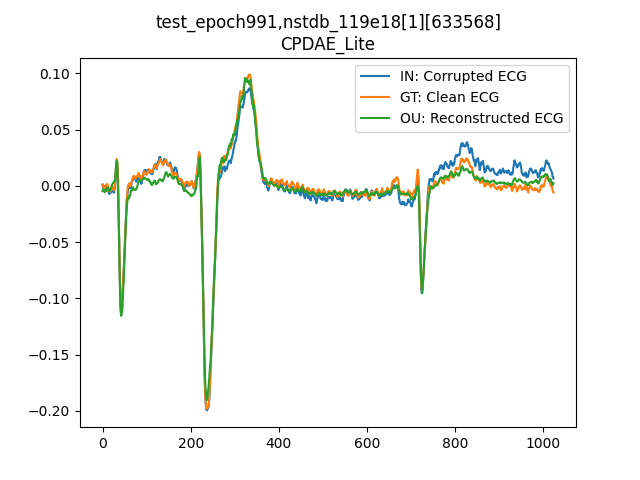 test_epoch991,nstdb_119e18[1][633568]
CPDAE_Lite
IN: Corrupted ECG
GT: Clean ECG
OU: Reconstructed ECG
0.10
0.05
0.00
−0.05
−0.10
−0.15
−0.20
0 200 400 600 800 1000